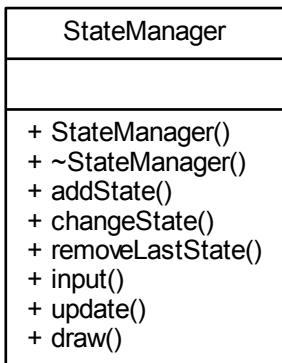 StateManager
+ StateManager()
+ ~StateManager()
+ addState()
+ changeState()
+ removeLastState()
+ input()
+ update()
+ draw()